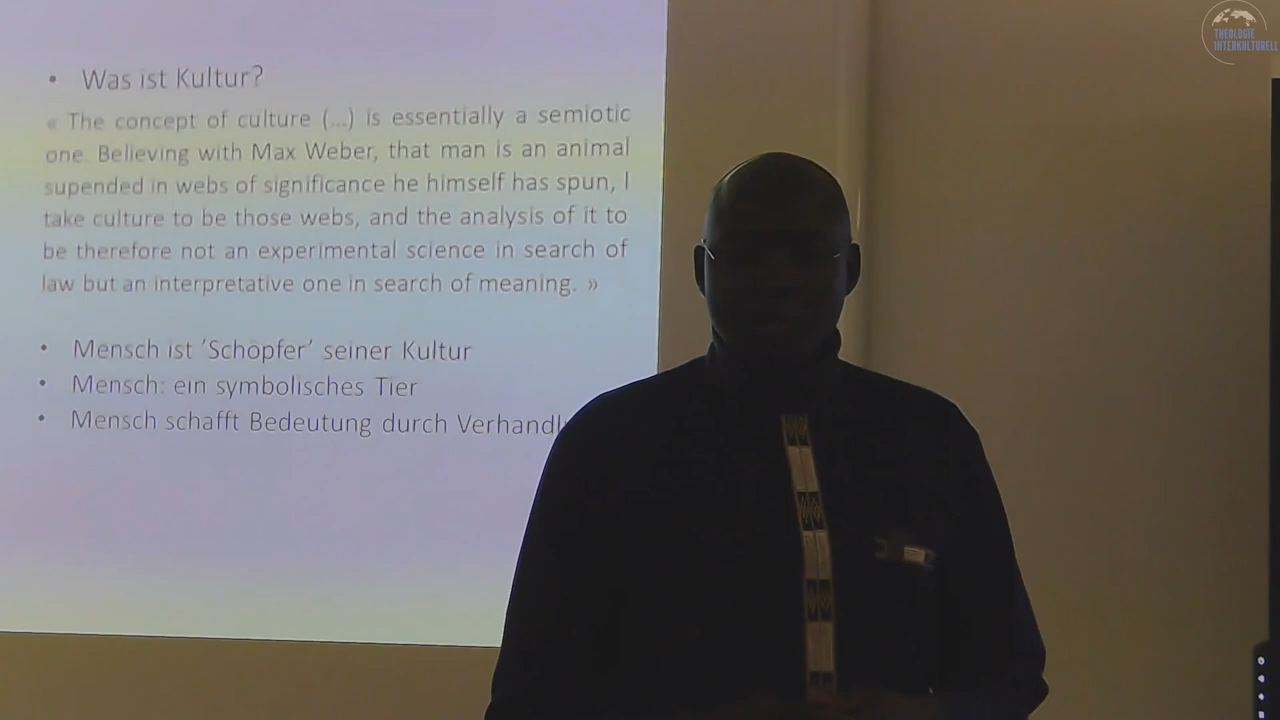 THEOLOGIE
INTERKULTURELL
• Was ist Kultur?
« The concept of culture (...) is essentially a semiotic
one. Believing with Max Weber, that man is an animal
supended in webs of significance he himself has spun, I
take culture to be those webs, and the analysis of it to
be therefore not an experimental science in search of
law but an interpretative one in search of meaning. »
• Mensch ist ’Schöpfer’ seiner Kultur
• Mensch: ein symbolisches Tier
• Mensch schafft Bedeutung durch